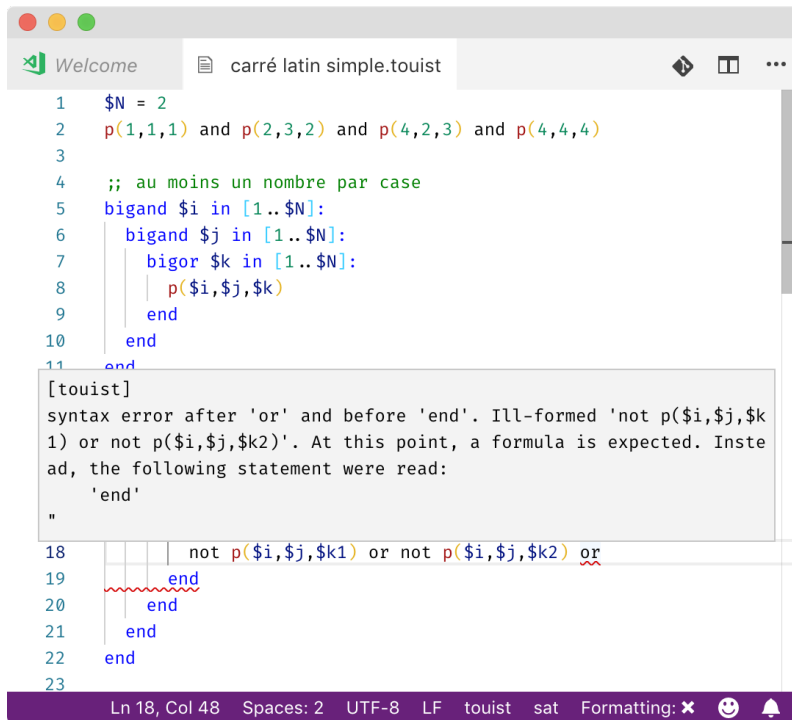 Welcome carré latin simple.touist
1 $N = 2
2 p(1,1,1) and p(2,3,2) and p(4,2,3) and p(4,4,4)
3
4 ;; au moins un nombre par case
5 bigand $i in [1..$N]:
6 bigand $j in [1..$N]:
7 bigor $k in [1..$N]:
8 p($i,$j,$k)
9 end
10 end
11 end
[touist]
syntax error after 'or' and before 'end'. Ill-formed 'not p($i,$j,$k
1) or not p($i,$j,$k2)'. At this point, a formula is expected. Inste
ad, the following statement were read:
'end'
"
18 not p($i,$j,$k1) or not p($i,$j,$k2) or
19 end
20 end
21 end
22 end
23
Ln 18, Col 48 Spaces: 2 UTF-8 LF touist sat Formatting: ×